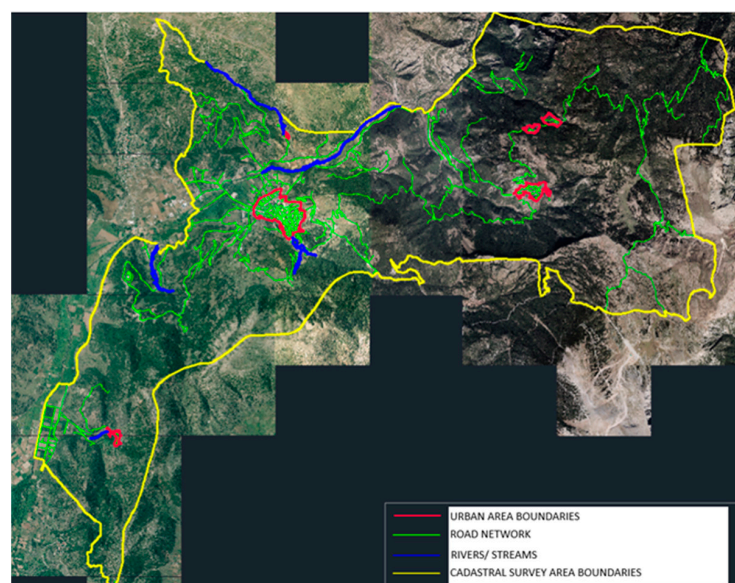 URBAN AREA BOUNDARIES
ROAD NETWORK
RIVERS/ STREAMS
CADASTRAL SURVEY AREA BOUNDARIES